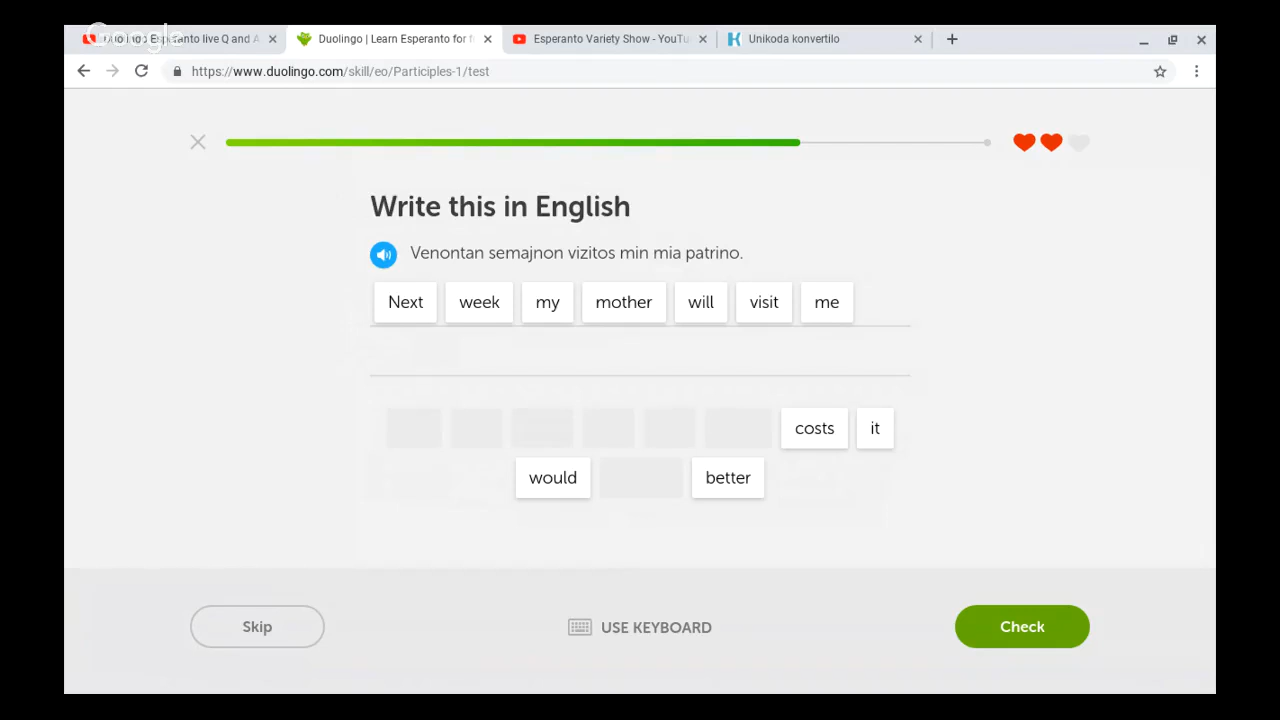 Google
Duolingo Esperanto live Q and A
Duolingo | Learn Esperanto for f
Esperanto Variety Show - YouTu
Unikoda konvertilo
https://www.duolingo.com/skill/eo/Participles-1/test
Write this in English
Venontan semajnon vizitos min mia patrino.
Next week my mother will visit me
costs it
would better
Skip
USE KEYBOARD
Check